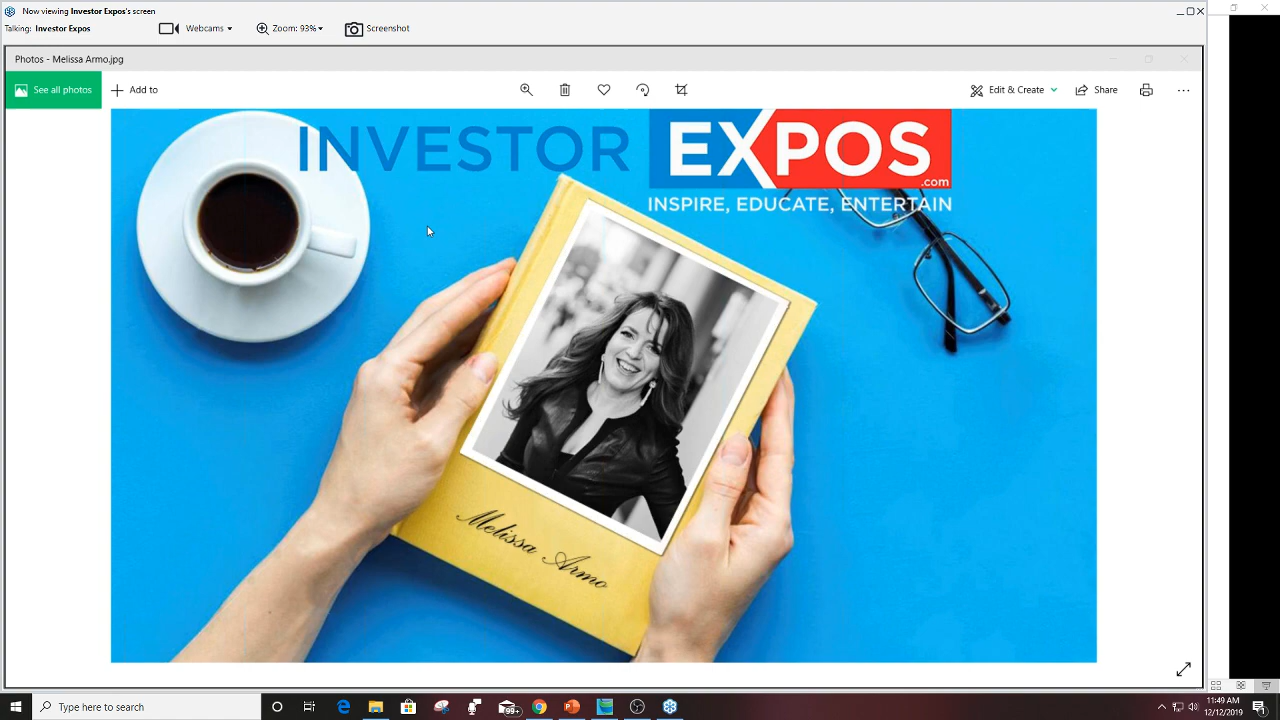 Now viewing Investor Expos's screen
Talking: Investor Expos
Webcams
Zoom: 93%
Screenshot
Photos - Melissa Armo.jpg
See all photos
Add to
Edit & Create
Share
INVESTOR EXPOS
.com
INSPIRE, EDUCATE, ENTERTAIN
Melissa Armo
Type here to search
99+
11:49 AM
12/12/2019
1